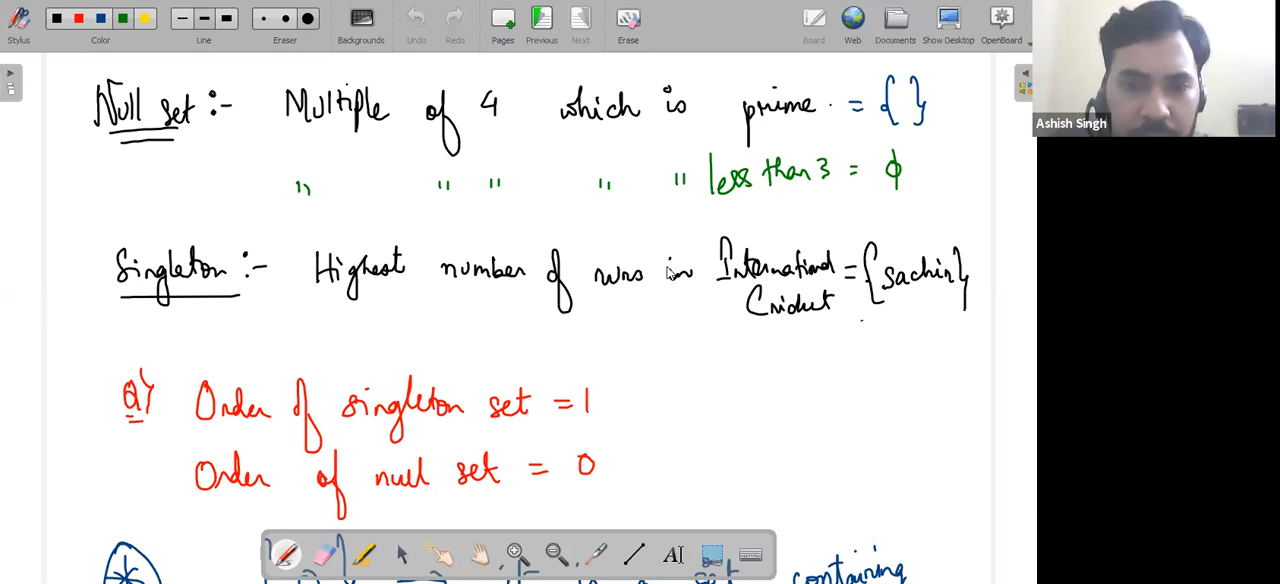 Stylus Color Line Eraser Backgrounds Undo Redo Pages Previous Next Erase Board Web Documents Show Desktop OpenBoard
Ashish Singh
Null set :- Multiple of 4 which is prime. = { }
" " " " " less than 3 = φ
Singleton :- Highest number of runs in International Cricket = {sachin}
Q) Order of singleton set = 1
Order of null set = 0
set containing